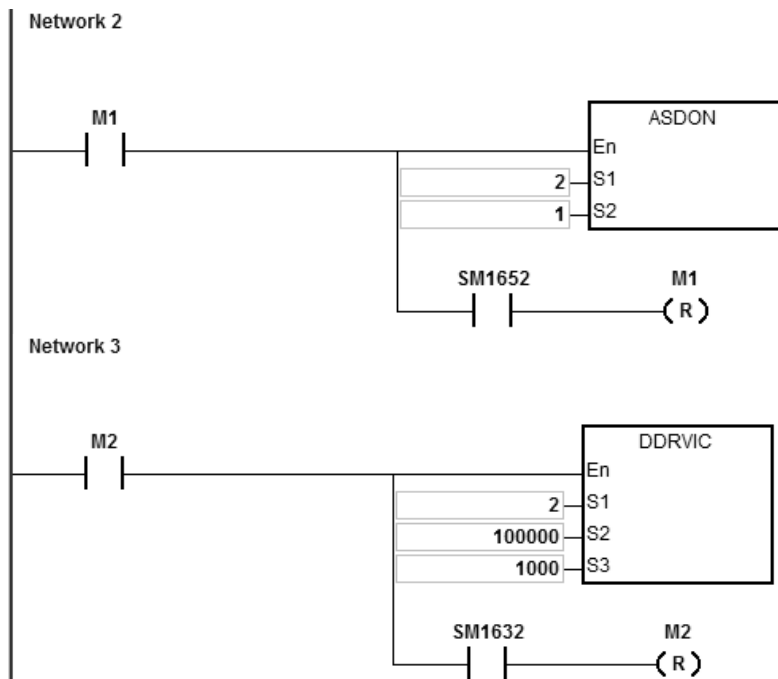 Network 2
M1
ASDON
En
2 S1
1 S2
SM1652 M1
( R )
Network 3
M2
DDRVIC
En
2 S1
100000 S2
1000 S3
SM1632 M2
( R )